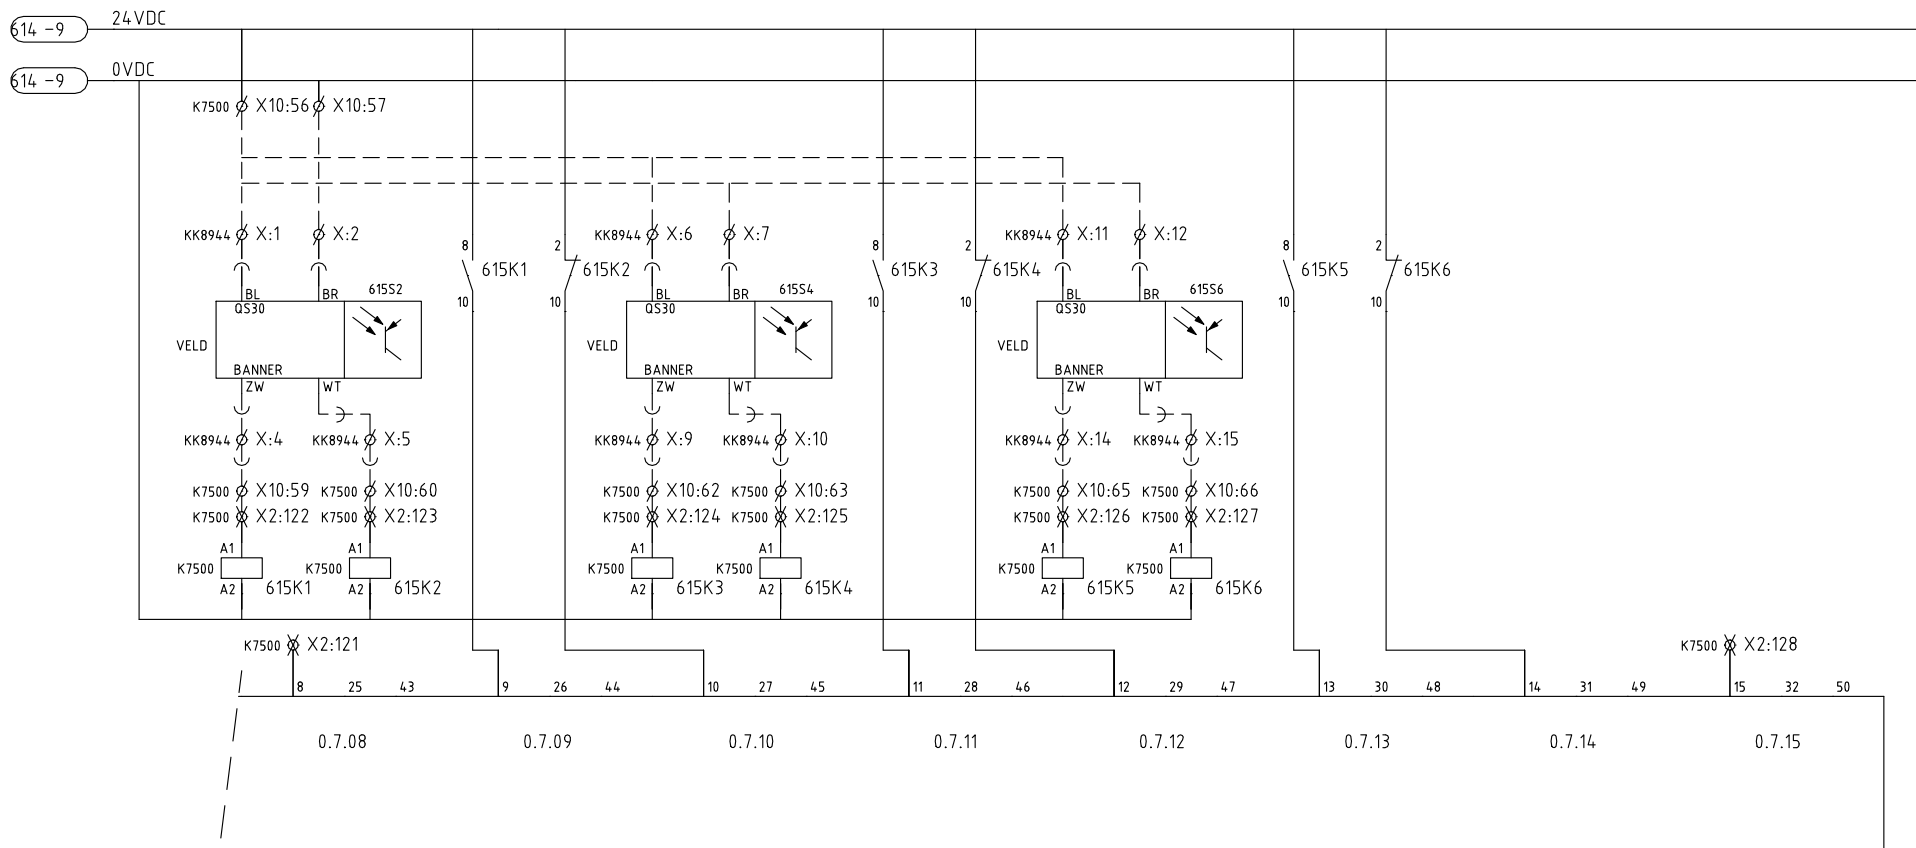 614 -9 24VDC
614 -9 0VDC
K7500 X10:56 X10:57
KK8944 X:1 X:2 KK8944 X:6 X:7 KK8944 X:11 X:12
8 2 8 2 8 2
615K1 615K2 615K3 615K4 615K5 615K6
BL BR 615S2 BL BR 615S4 BL BR 615S6
10 10 10 10 10 10
QS30 QS30 QS30
VELD VELD VELD
BANNER BANNER BANNER
ZW WT ZW WT ZW WT
KK8944 X:4 KK8944 X:5 KK8944 X:9 KK8944 X:10 KK8944 X:14 KK8944 X:15
K7500 X10:59 K7500 X10:60 K7500 X10:62 K7500 X10:63 K7500 X10:65 K7500 X10:66
K7500 X2:122 K7500 X2:123 K7500 X2:124 K7500 X2:125 K7500 X2:126 K7500 X2:127
A1 A1 A1 A1 A1 A1
K7500 K7500 K7500 K7500 K7500 K7500
A2 615K1 A2 615K2 A2 615K3 A2 615K4 A2 615K5 A2 615K6
K7500 X2:121 K7500 X2:128
8 25 43 9 26 44 10 27 45 11 28 46 12 29 47 13 30 48 14 31 49 15 32 50
0.7.08 0.7.09 0.7.10 0.7.11 0.7.12 0.7.13 0.7.14 0.7.15